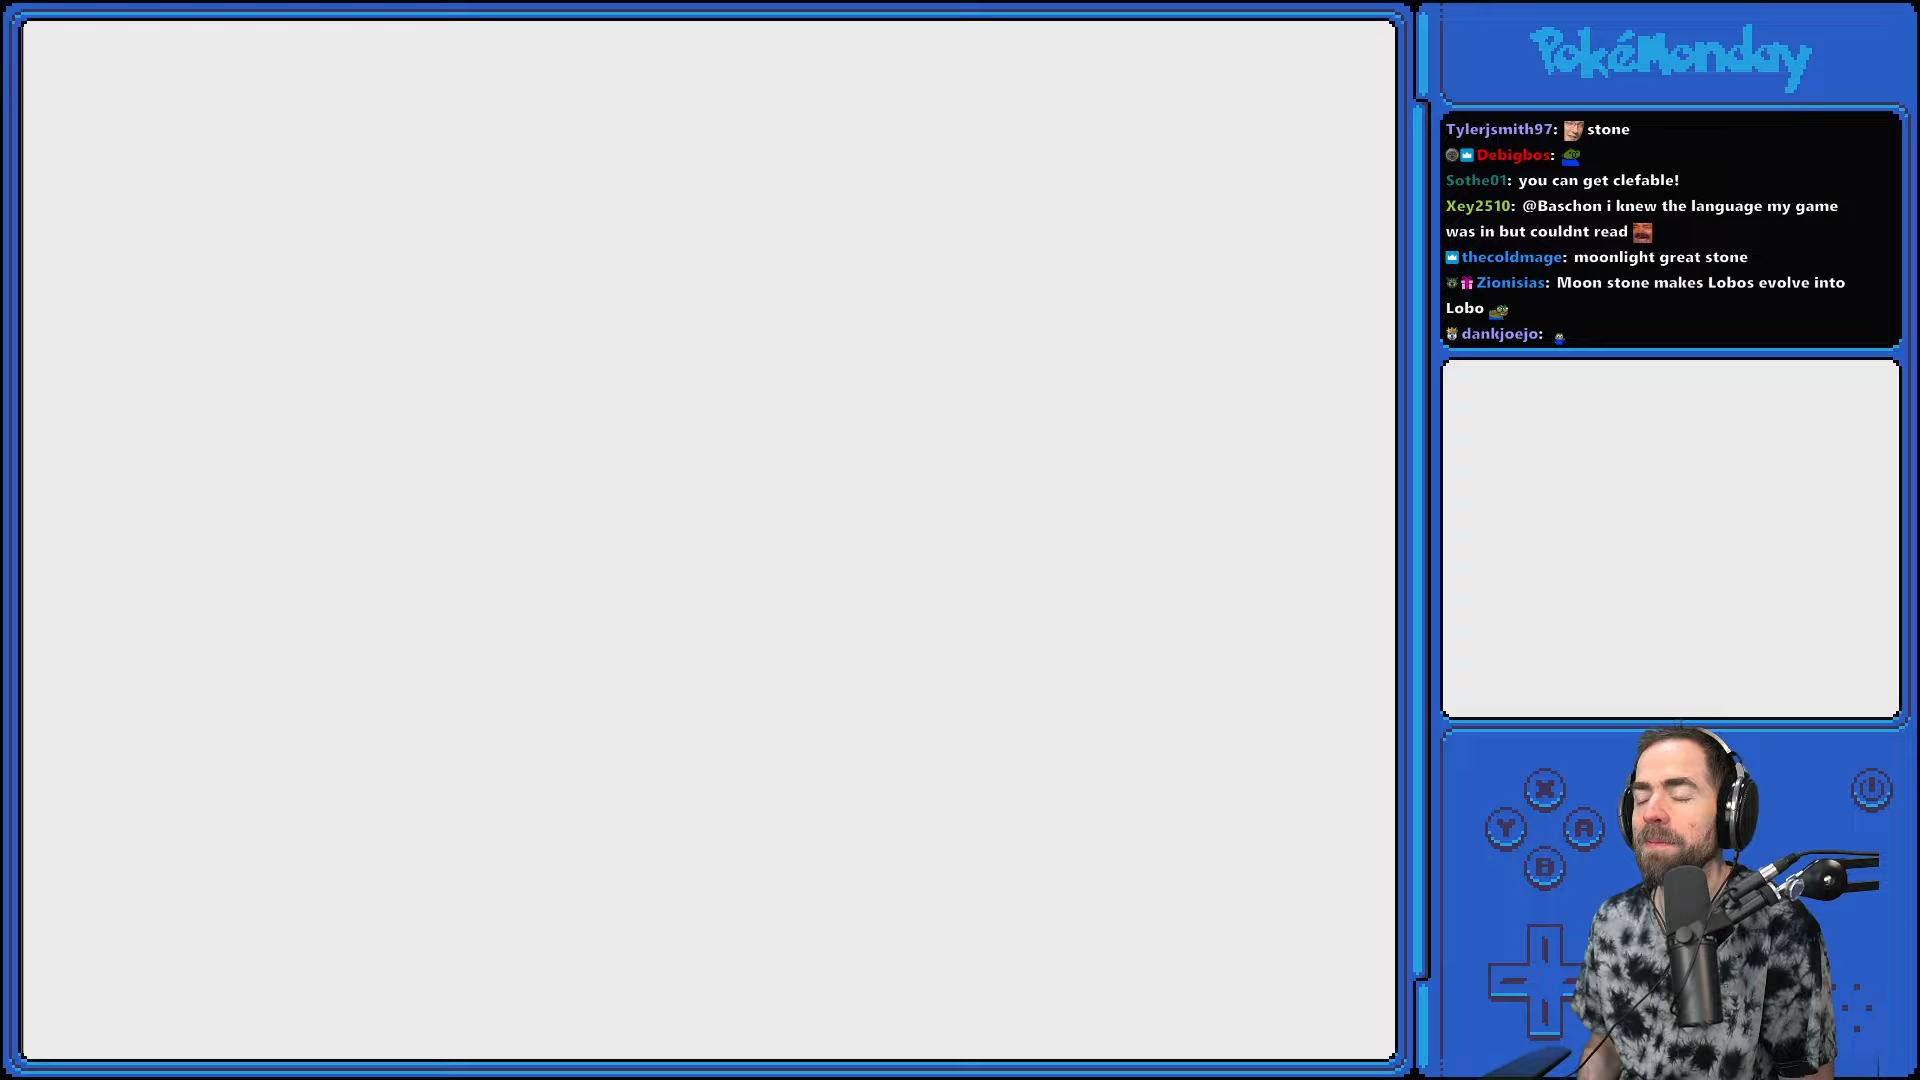 PokéMonday
Tylerjsmith97: stone
Debigbos:
Sothe01: you can get clefable!
Xey2510: @Baschon i knew the language my game
was in but couldnt read
thecoldmage: moonlight great stone
Zionisias: Moon stone makes Lobos evolve into
Lobo
dankjoejo:
X
Y A
B